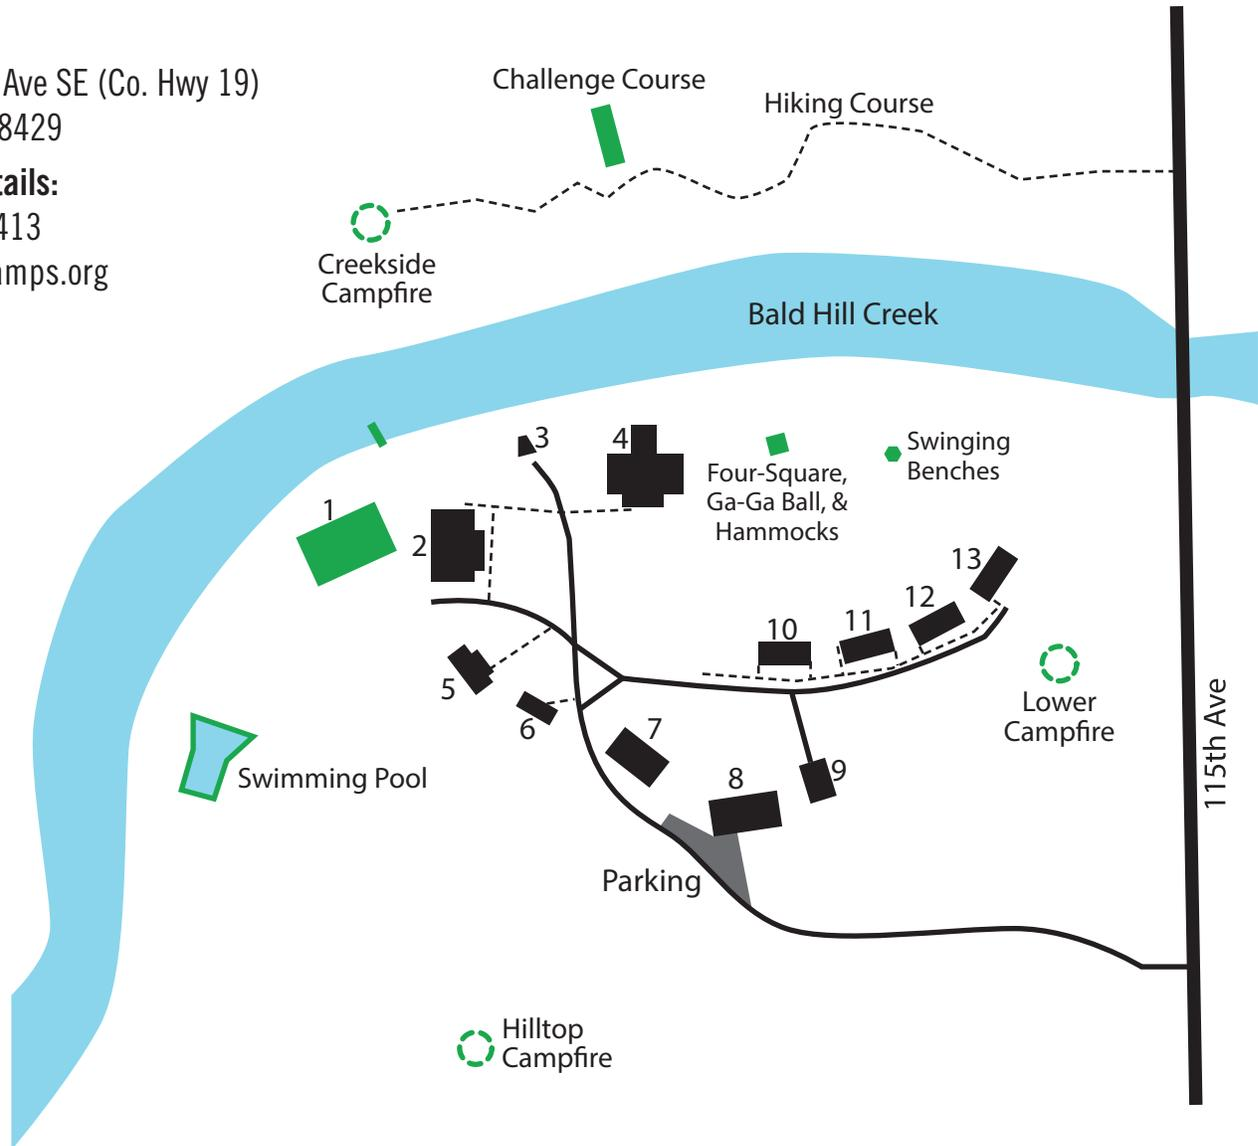 Ave SE (Co. Hwy 19)
8429
tails:
413
amps.org
Challenge Course
Hiking Course
Creekside
Campfire
Bald Hill Creek
3
4
Four-Square,
Ga-Ga Ball, &
Hammocks
Swinging
Benches
1
2
13
12
11
10
5
6
7
8
9
Lower
Campfire
115th Ave
Swimming Pool
Parking
Hilltop
Campfire